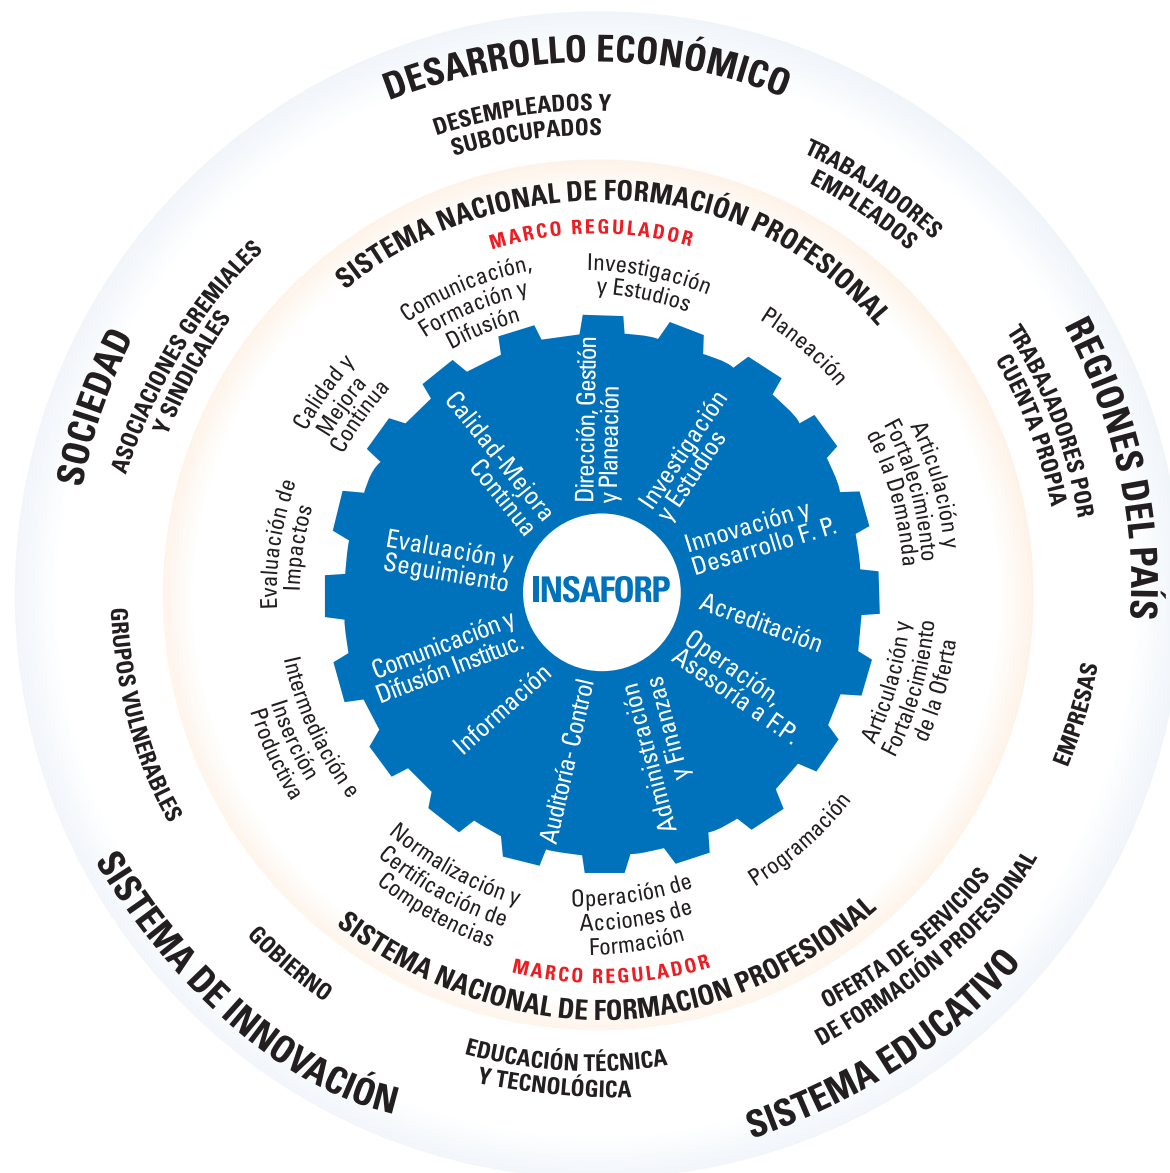 DESARROLLO ECONÓMICO
DESEMPLEADOS Y
SUBOCUPADOS
TRABAJADORES
EMPLEADOS
REGIONES DEL PAÍS
TRABAJADORES POR
CUENTA PROPIA
EMPRESAS
OFERTA DE SERVICIOS
DE FORMACIÓN PROFESIONAL
SISTEMA EDUCATIVO
EDUCACIÓN TÉCNICA
Y TECNOLÓGICA
GOBIERNO
SISTEMA DE INNOVACIÓN
GRUPOS VULNERABLES
SOCIEDAD
ASOCIACIONES GREMIALES
Y SINDICALES
SISTEMA NACIONAL DE FORMACIÓN PROFESIONAL
MARCO REGULADOR
Investigación
y Estudios
Planeación
Articulación y
Fortalecimiento
de la Demanda
Articulación y
Fortalecimiento
de la Oferta
Programación
Operación de
Acciones de
Formación
Normalización y
Certificación de
Competencias
Intermediación e
Inserción
Productiva
Evaluación de
Impactos
Calidad y
Mejora
Continua
Comunicación,
Formación y
Difusión
MARCO REGULADOR
SISTEMA NACIONAL DE FORMACION PROFESIONAL
Dirección, Gestión
y Planeación
Investigación
y Estudios
Innovación y
Desarrollo F. P.
Acreditación
Operación,
Asesoría a F.P.
Administración
y Finanzas
Auditoría- Control
Información
Comunicación y
Difusión Instituc.
Evaluación y
Seguimiento
Calidad-Mejora
Continua
INSAFORP